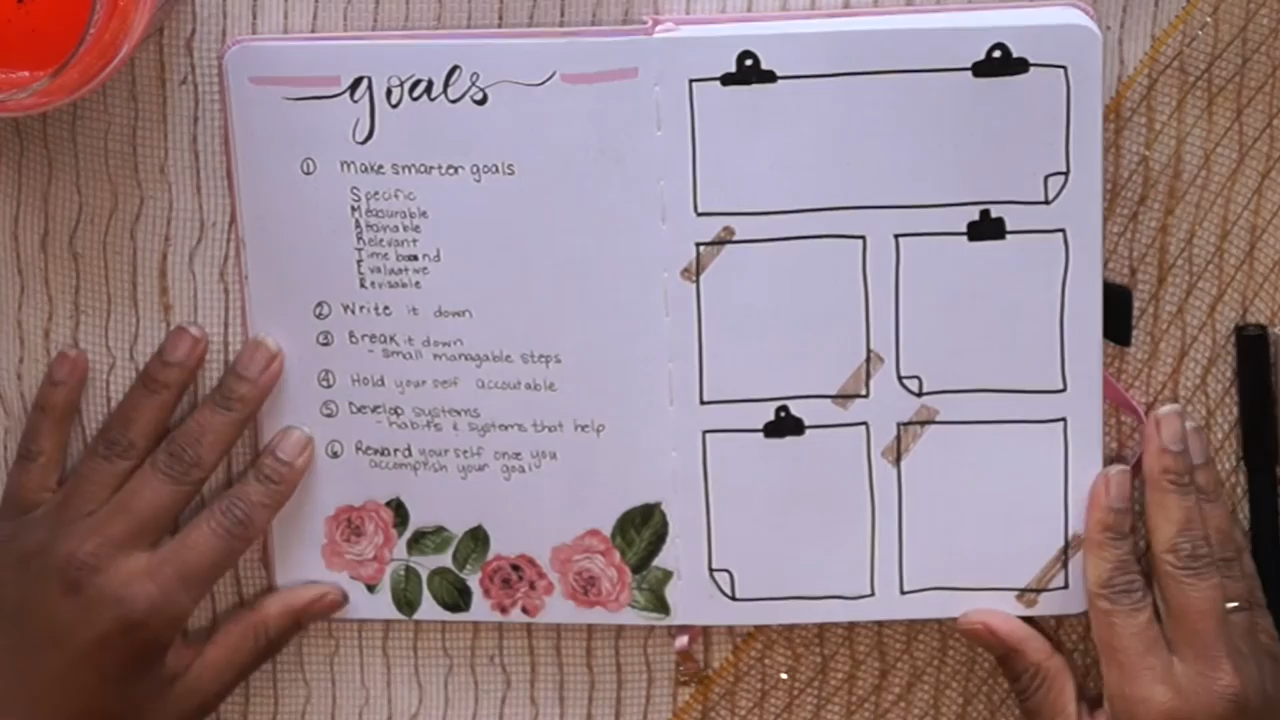 goals
① Make smarter goals
Specific
Measurable
Attainable
Relevant
Time bound
Evaluative
Revisable
② Write it down
③ Break it down
- small managable steps
④ Hold your self accoutable
⑤ Develop systems
- habits & systems that help
⑥ Reward your self once you
accomplish your goal